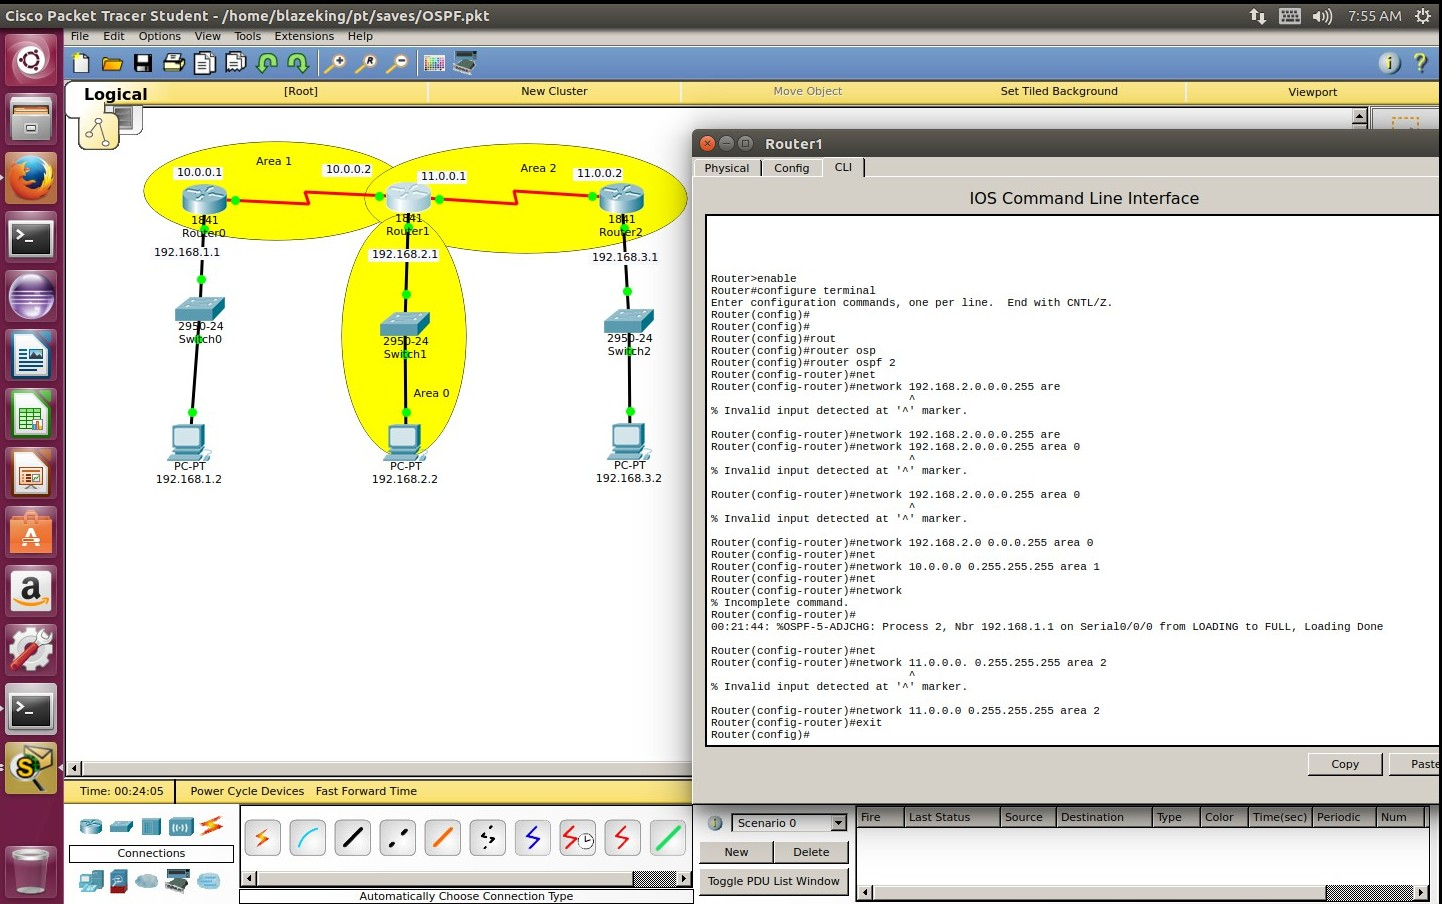 Cisco Packet Tracer Student - /home/blazeking/pt/saves/OSPF.pkt
7:55 AM
File Edit Options View Tools Extensions Help
Logical
[Root]
New Cluster
Move Object
Set Tiled Background
Viewport
Area 1
10.0.0.1
10.0.0.2
1841
Router0
192.168.1.1
2950-24
Switch0
PC-PT
192.168.1.2
11.0.0.1
1841
Router1
192.168.2.1
2950-24
Switch1
Area 0
PC-PT
192.168.2.2
Area 2
11.0.0.2
1841
Router2
192.168.3.1
2950-24
Switch2
PC-PT
192.168.3.2
Router1
Physical Config CLI
IOS Command Line Interface
Router>enable
Router#configure terminal
Enter configuration commands, one per line. End with CNTL/Z.
Router(config)#
Router(config)#
Router(config)#rout
Router(config)#router osp
Router(config)#router ospf 2
Router(config-router)#net
Router(config-router)#network 192.168.2.0.0.0.255 are
^
% Invalid input detected at '^' marker.
Router(config-router)#network 192.168.2.0.0.0.255 are
Router(config-router)#network 192.168.2.0.0.0.255 area 0
^
% Invalid input detected at '^' marker.
Router(config-router)#network 192.168.2.0.0.0.255 area 0
^
% Invalid input detected at '^' marker.
Router(config-router)#network 192.168.2.0 0.0.0.255 area 0
Router(config-router)#net
Router(config-router)#network 10.0.0.0 0.255.255.255 area 1
Router(config-router)#net
Router(config-router)#network
% Incomplete command.
Router(config-router)#
00:21:44: %OSPF-5-ADJCHG: Process 2, Nbr 192.168.1.1 on Serial0/0/0 from LOADING to FULL, Loading Done
Router(config-router)#net
Router(config-router)#network 11.0.0.0. 0.255.255.255 area 2
^
% Invalid input detected at '^' marker.
Router(config-router)#network 11.0.0.0 0.255.255.255 area 2
Router(config-router)#exit
Router(config)#
Copy
Paste
Time: 00:24:05
Power Cycle Devices Fast Forward Time
Connections
Automatically Choose Connection Type
Scenario 0
New
Delete
Toggle PDU List Window
Fire Last Status Source Destination Type Color Time(sec) Periodic Num